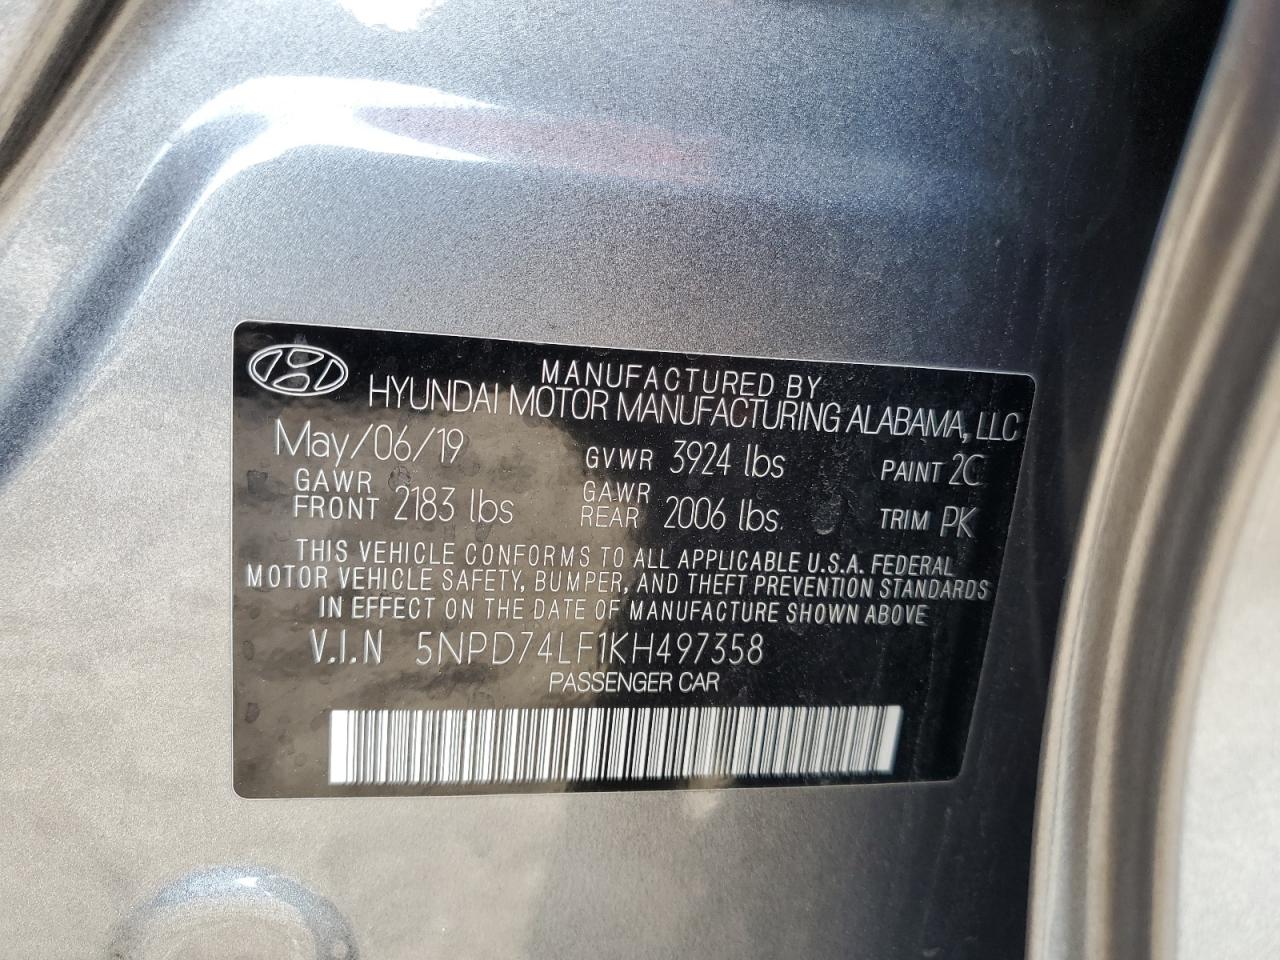 MANUFACTURED BY
HYUNDAI MOTOR MANUFACTURING ALABAMA, LLC
May/06/19 GVWR 3924 lbs PAINT 2C
GAWR FRONT 2183 lbs GAWR REAR 2006 lbs TRIM PK
THIS VEHICLE CONFORMS TO ALL APPLICABLE U.S.A. FEDERAL
MOTOR VEHICLE SAFETY, BUMPER, AND THEFT PREVENTION STANDARDS
IN EFFECT ON THE DATE OF MANUFACTURE SHOWN ABOVE
V.I.N 5NPD74LF1KH497358
PASSENGER CAR